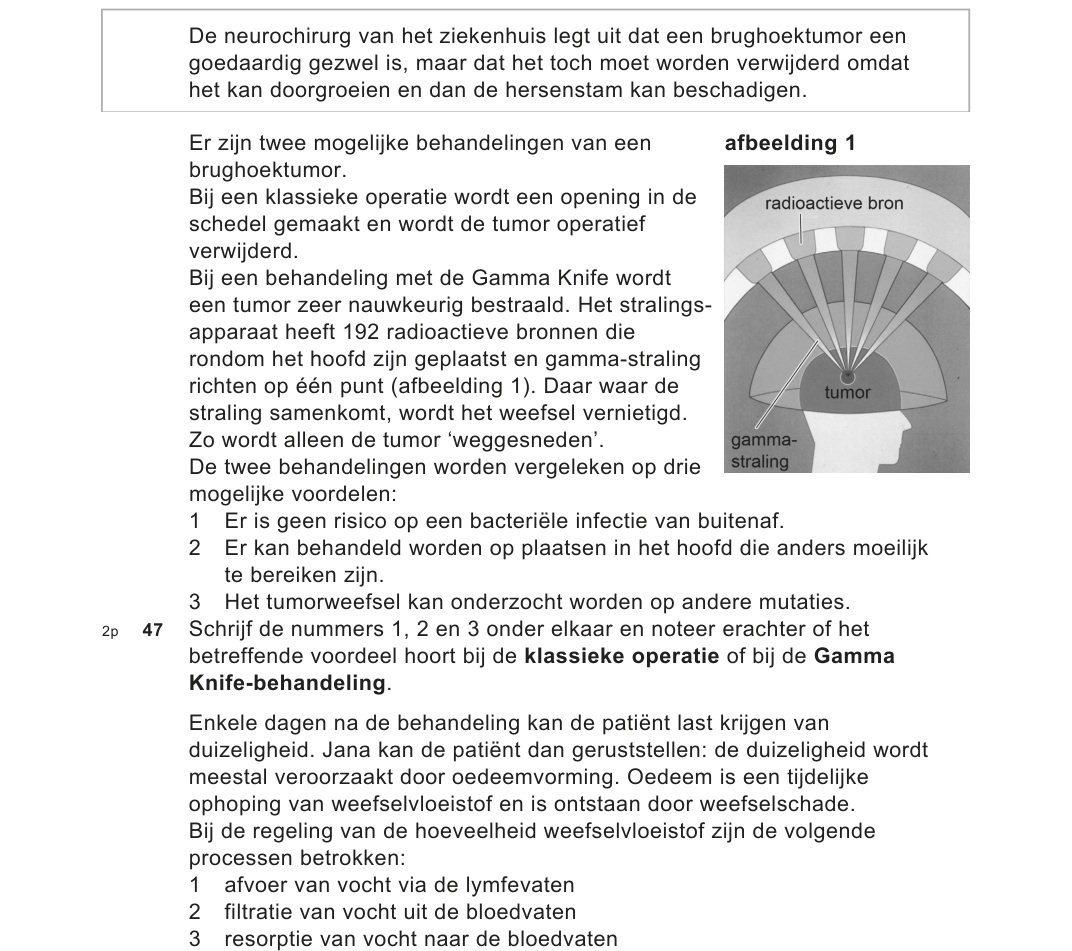 De neurochirurg van het ziekenhuis legt uit dat een brughoektumor een
goedaardig gezwel is, maar dat het toch moet worden verwijderd omdat
het kan doorgroeien en dan de hersenstam kan beschadigen.
Er zijn twee mogelijke behandelingen van een
brughoektumor.
Bij een klassieke operatie wordt een opening in de
schedel gemaakt en wordt de tumor operatief
verwijderd.
Bij een behandeling met de Gamma Knife wordt
een tumor zeer nauwkeurig bestraald. Het stralings-
apparaat heeft 192 radioactieve bronnen die
rondom het hoofd zijn geplaatst en gamma-straling
richten op één punt (afbeelding 1). Daar waar de
straling samenkomt, wordt het weefsel vernietigd.
Zo wordt alleen de tumor ‘weggesneden’.
afbeelding 1
radioactieve bron
tumor
gamma-
straling
De twee behandelingen worden vergeleken op drie
mogelijke voordelen:
1 Er is geen risico op een bacteriële infectie van buitenaf.
2 Er kan behandeld worden op plaatsen in het hoofd die anders moeilijk
te bereiken zijn.
3 Het tumorweefsel kan onderzocht worden op andere mutaties.
2p 47 Schrijf de nummers 1, 2 en 3 onder elkaar en noteer erachter of het
betreffende voordeel hoort bij de klassieke operatie of bij de Gamma
Knife-behandeling.
Enkele dagen na de behandeling kan de patiënt last krijgen van
duizeligheid. Jana kan de patiënt dan geruststellen: de duizeligheid wordt
meestal veroorzaakt door oedeemvorming. Oedeem is een tijdelijke
ophoping van weefselvloeistof en is ontstaan door weefselschade.
Bij de regeling van de hoeveelheid weefselvloeistof zijn de volgende
processen betrokken:
1 afvoer van vocht via de lymfevaten
2 filtratie van vocht uit de bloedvaten
3 resorptie van vocht naar de bloedvaten